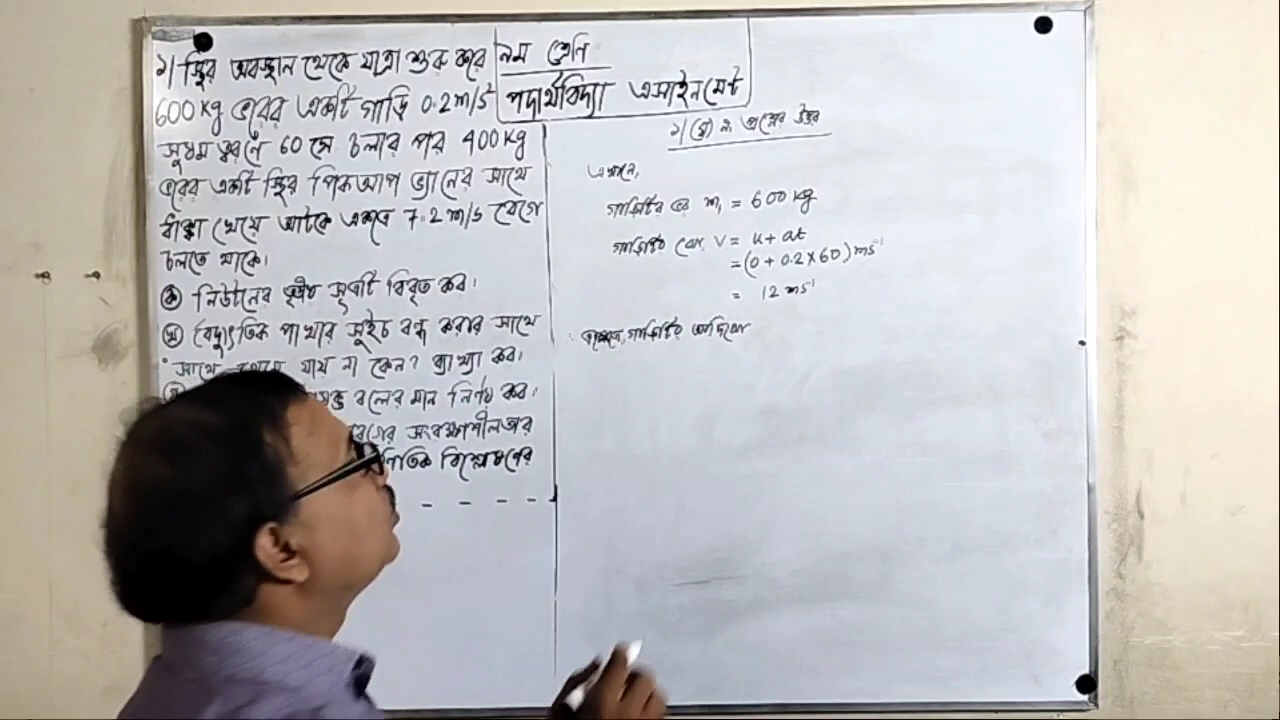 ১। স্থির অবস্থান থেকে যাত্রা শুরু করে
600 kg ভরের একটি গাড়ি 0.2 m/s²
সুষম ত্বরণে 60 সে চলার পর 400 kg
ভরের একটি স্থির পিকআপ ভ্যানের সাথে
ধাক্কা খেয়ে আটকে একত্রে 7.2 m/s বেগে
চলতে থাকে।
ক নিউটনের তৃতীয় সূত্রটি বিবৃত কর।
খ বৈদ্যুতিক পাখার সুইচ বন্ধ করার সাথে
সাথে থেমে যায় না কেন? ব্যাখ্যা কর।
বলের মান নির্ণয় কর।
সংরক্ষণশীলতার
বিশ্লেষণের
নবম শ্রেণি
পদার্থবিদ্যা এসাইনমেন্ট
১। (ঘ) নং প্রশ্নের উত্তর
এখানে,
গাড়িটির ভর m₁ = 600 kg
গাড়িটির বেগ, v = u + at
= (0 + 0.2 × 60) ms⁻¹
= 12 ms⁻¹
গাড়িটির